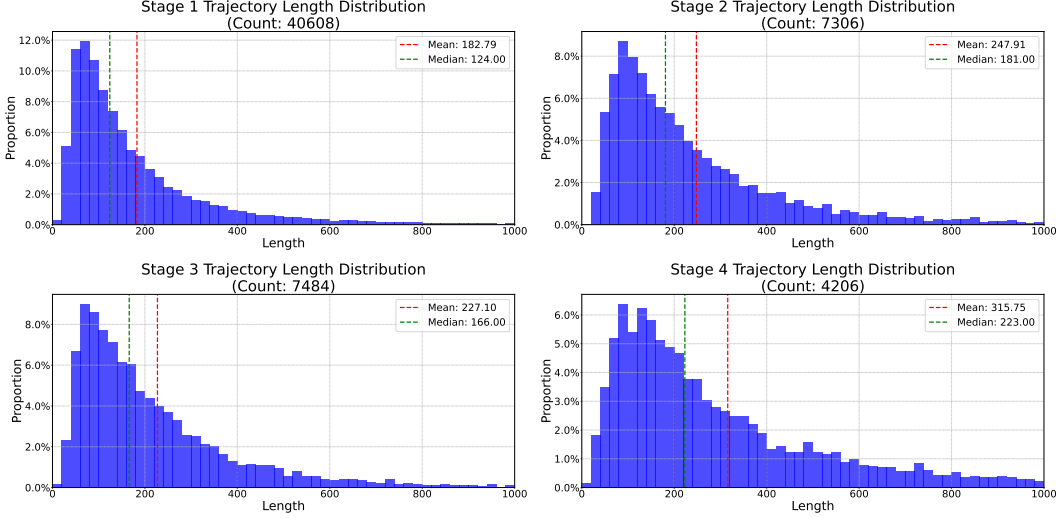 Stage 1 Trajectory Length Distribution
(Count: 40608)
Proportion
12.0%
10.0%
8.0%
6.0%
4.0%
2.0%
0.0%
Mean: 182.79
Median: 124.00
0
200
400
600
800
1000
Length
Stage 2 Trajectory Length Distribution
(Count: 7306)
Proportion
8.0%
6.0%
4.0%
2.0%
0.0%
Mean: 247.91
Median: 181.00
0
200
400
600
800
1000
Length
Stage 3 Trajectory Length Distribution
(Count: 7484)
Proportion
8.0%
6.0%
4.0%
2.0%
0.0%
Mean: 227.10
Median: 166.00
0
200
400
600
800
1000
Length
Stage 4 Trajectory Length Distribution
(Count: 4206)
Proportion
6.0%
5.0%
4.0%
3.0%
2.0%
1.0%
0.0%
Mean: 315.75
Median: 223.00
0
200
400
600
800
1000
Length